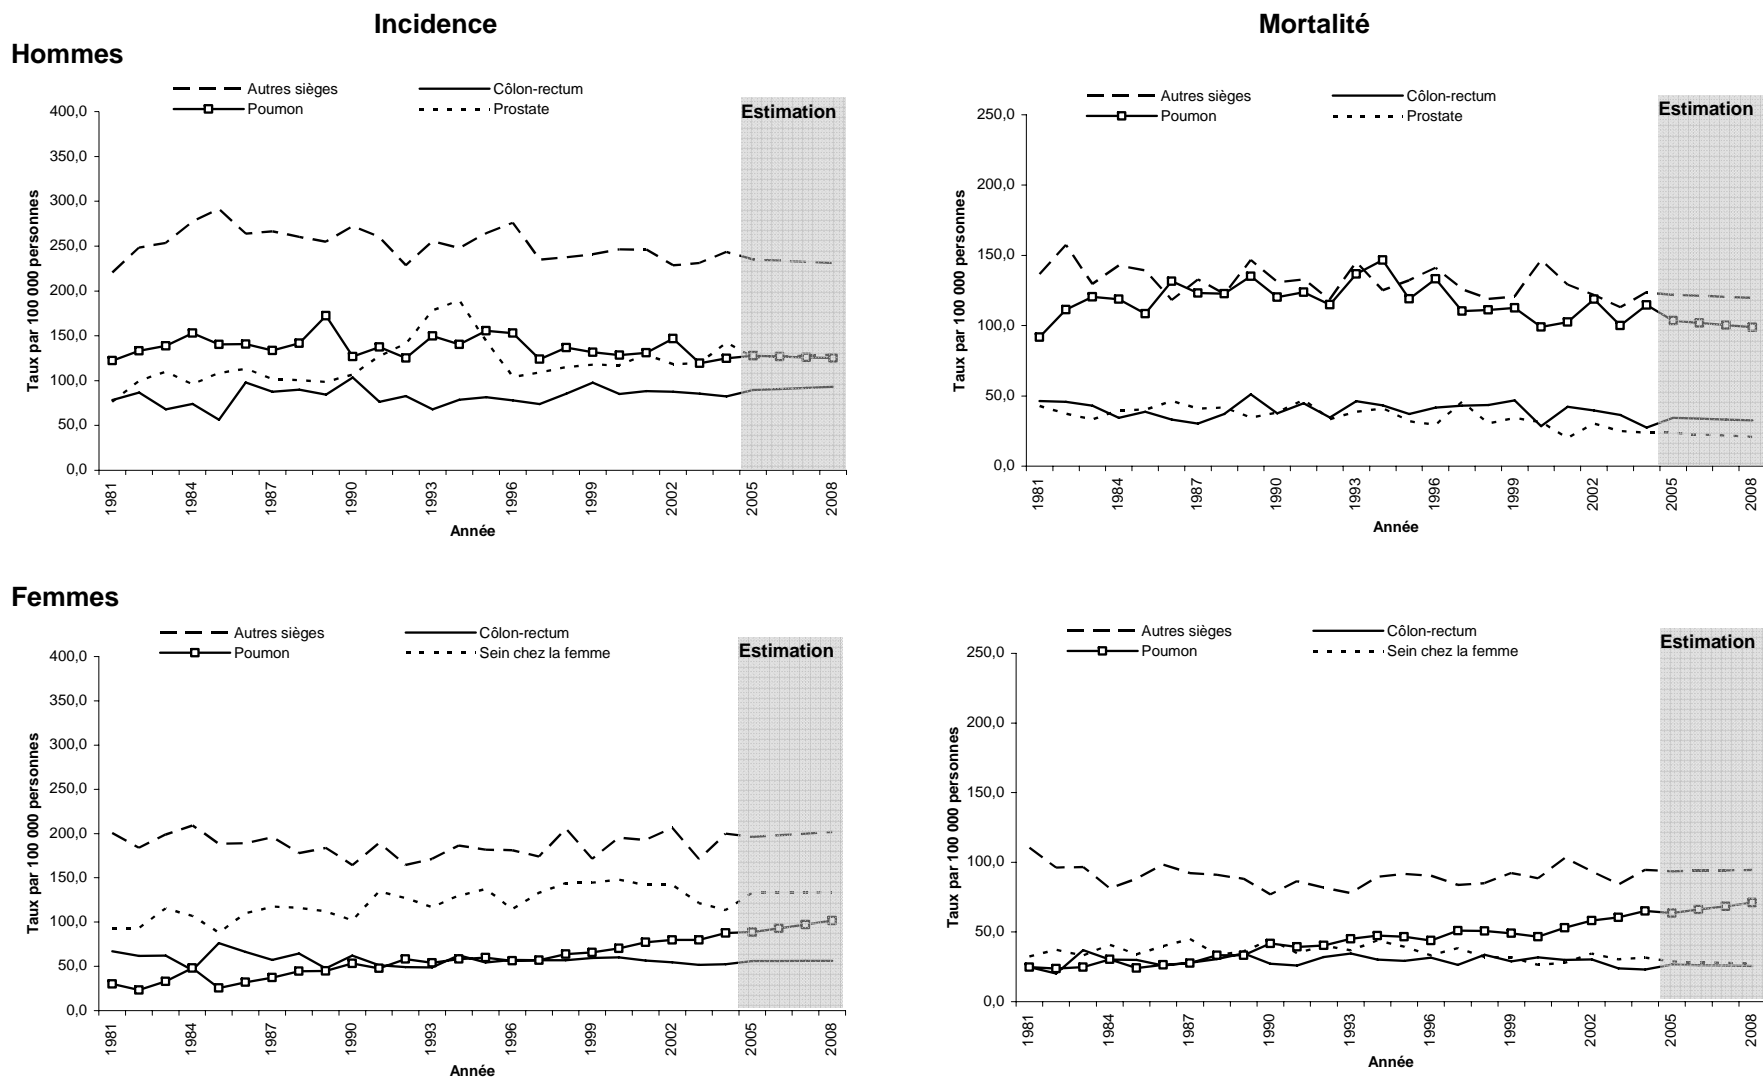 Incidence
Mortalité
Hommes
Autres sièges
Côlon-rectum
Poumon
Prostate
Estimation
400,0
350,0
300,0
250,0
200,0
150,0
100,0
50,0
0,0
Taux par 100 000 personnes
1981
1984
1987
1990
1993
1996
1999
2002
2005
2008
Année
Autres sièges
Côlon-rectum
Poumon
Prostate
Estimation
250,0
200,0
150,0
100,0
50,0
0,0
Taux par 100 000 personnes
1981
1984
1987
1990
1993
1996
1999
2002
2005
2008
Année
Femmes
Autres sièges
Côlon-rectum
Poumon
Sein chez la femme
Estimation
400,0
350,0
300,0
250,0
200,0
150,0
100,0
50,0
0,0
Taux par 100 000 personnes
1981
1984
1987
1990
1993
1996
1999
2002
2005
2008
Année
Autres sièges
Côlon-rectum
Poumon
Sein chez la femme
Estimation
250,0
200,0
150,0
100,0
50,0
0,0
Taux par 100 000 personnes
1981
1984
1987
1990
1993
1996
1999
2002
2005
2008
Année